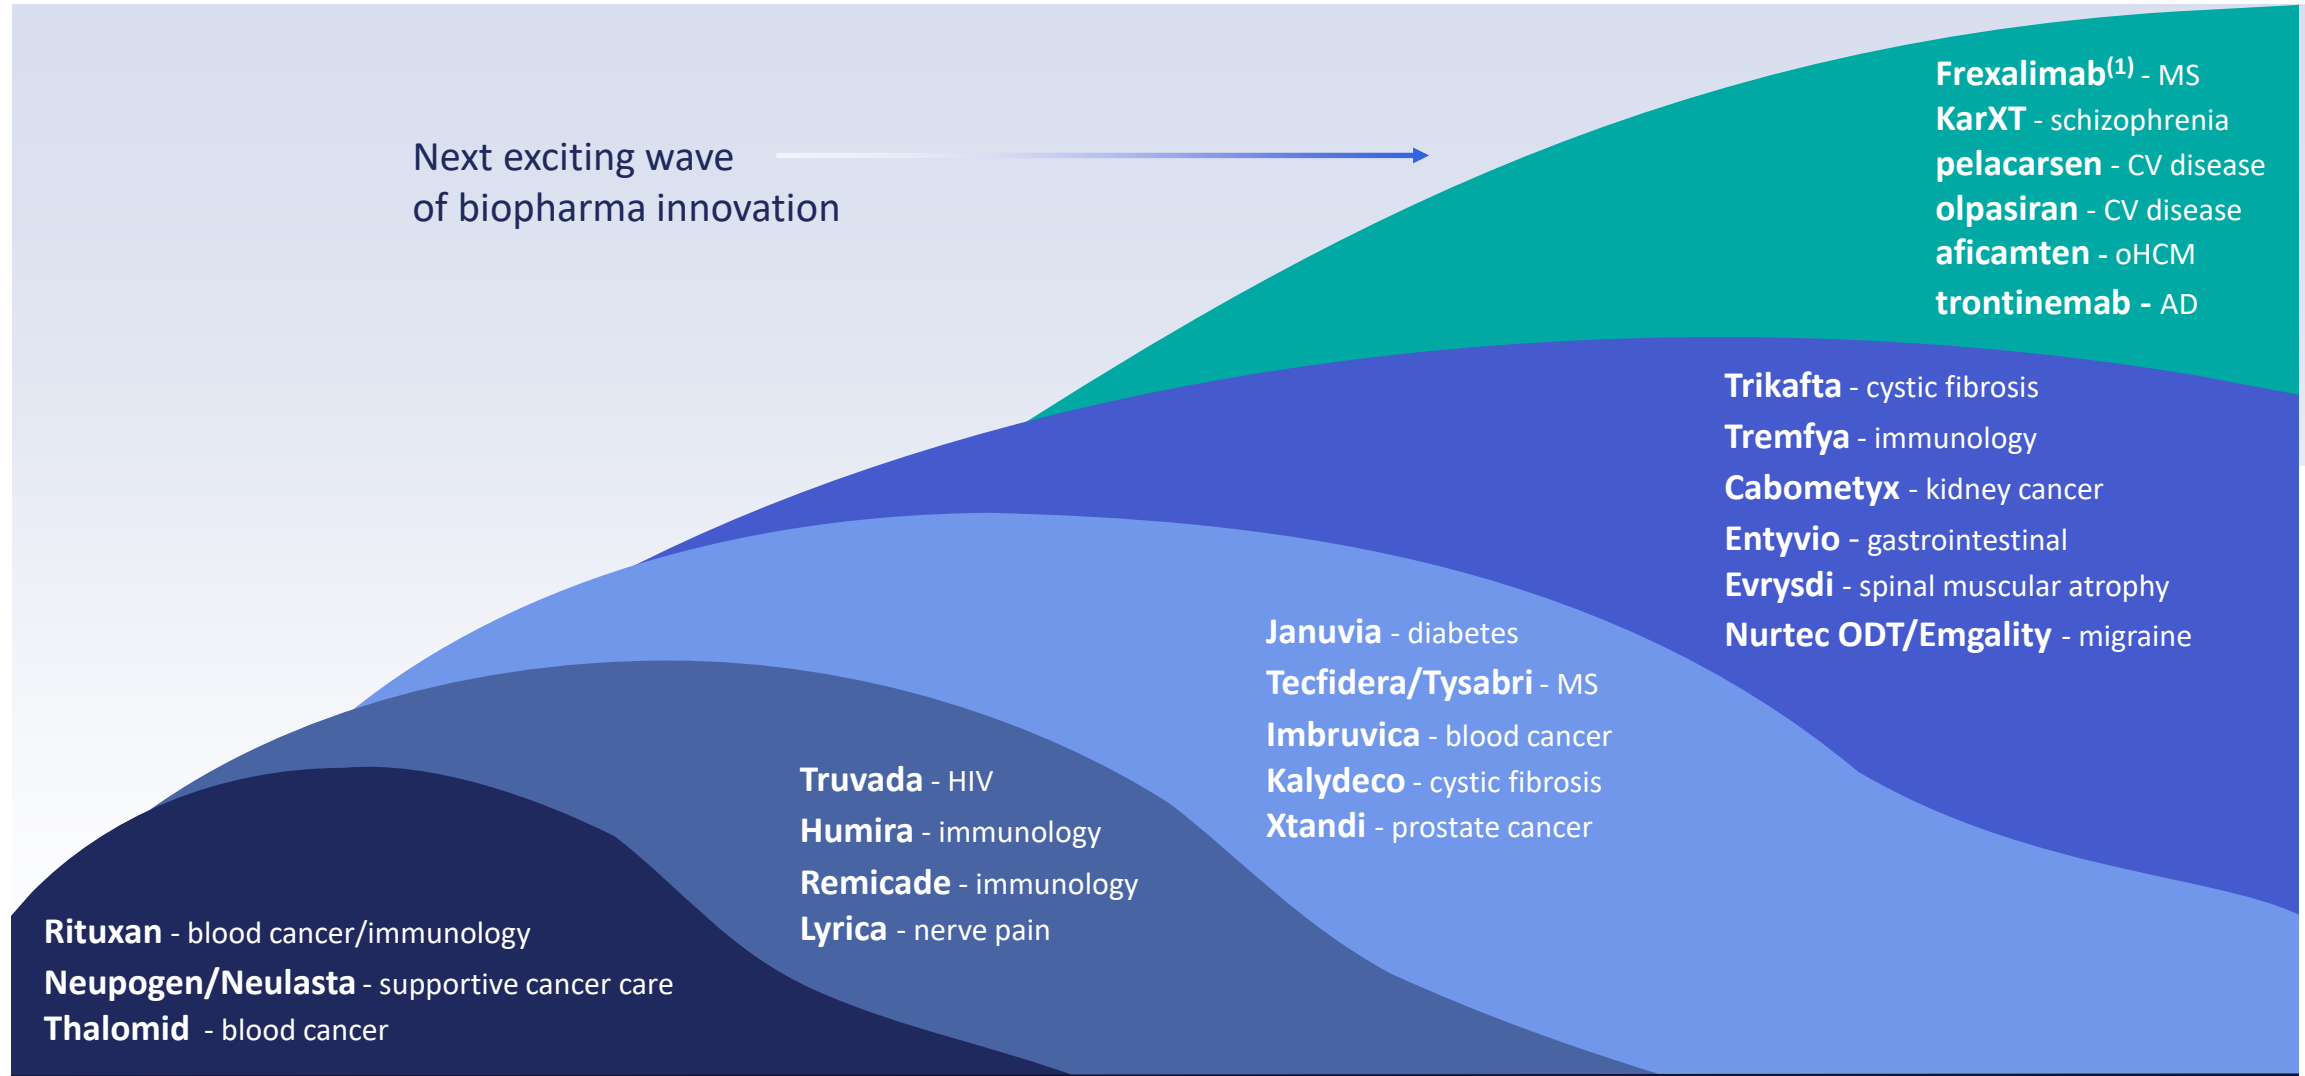 Next exciting wave
of biopharma innovation
Frexalimab(1) - MS
KarXT - schizophrenia
pelacarsen - CV disease
olpasiran - CV disease
aficamten - oHCM
trontinemab - AD
Trikafta - cystic fibrosis
Tremfya - immunology
Cabometyx - kidney cancer
Entyvio - gastrointestinal
Evrysdi - spinal muscular atrophy
Nurtec ODT/Emgality - migraine
Januvia - diabetes
Tecfidera/Tysabri - MS
Imbruvica - blood cancer
Kalydeco - cystic fibrosis
Xtandi - prostate cancer
Truvada - HIV
Humira - immunology
Remicade - immunology
Lyrica - nerve pain
Rituxan - blood cancer/immunology
Neupogen/Neulasta - supportive cancer care
Thalomid - blood cancer